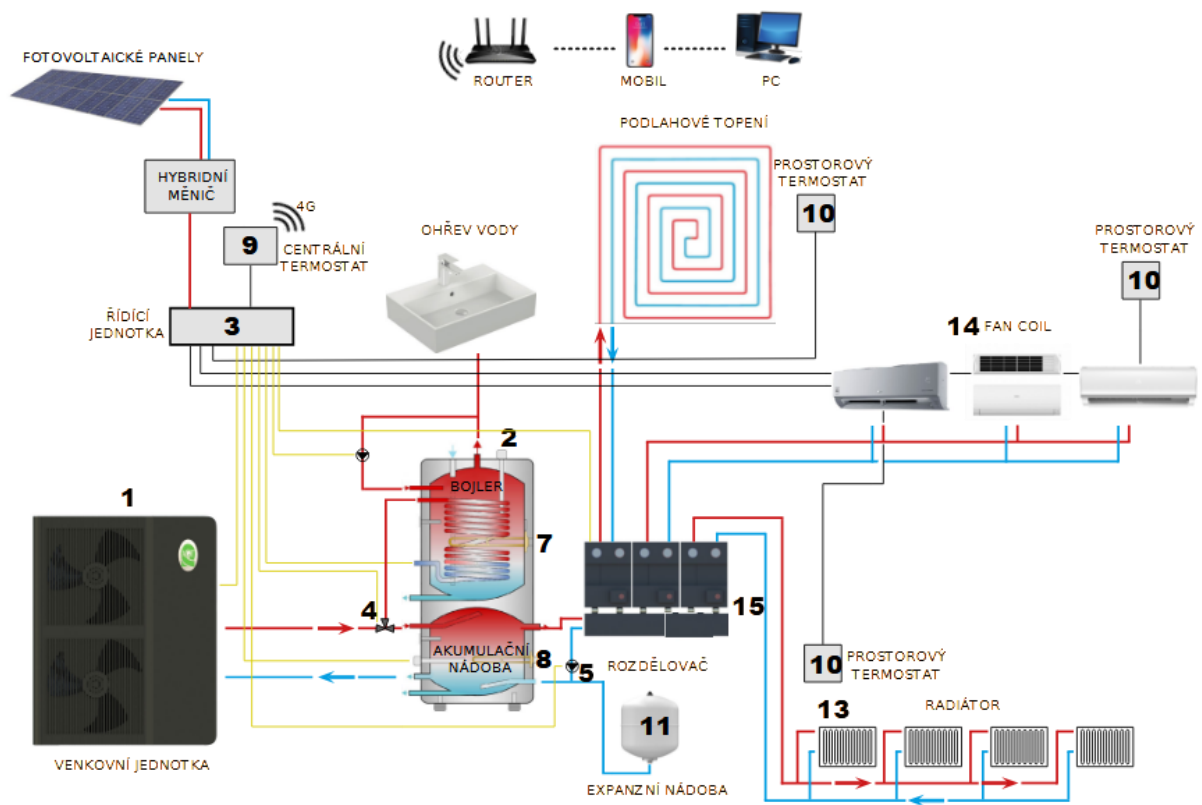 ROUTER
MOBIL
PC
FOTOVOLTAICKÉ PANELY
PODLAHOVÉ TOPENÍ
HYBRIDNÍ
MĚNIČ
PROSTOROVÝ
TERMOSTAT
10
4G
9
CENTRÁLNÍ
TERMOSTAT
OHŘEV VODY
PROSTOROVÝ
TERMOSTAT
10
ŘÍDÍCÍ
JEDNOTKA
3
14 FAN COIL
2
BOJLER
1
7
4
15
AKUMULAČNÍ
NÁDOBA
8
5
ROZDĚLOVAČ
10
PROSTOROVÝ
TERMOSTAT
11
13
RADIÁTOR
VENKOVNÍ JEDNOTKA
EXPANZNÍ NÁDOBA